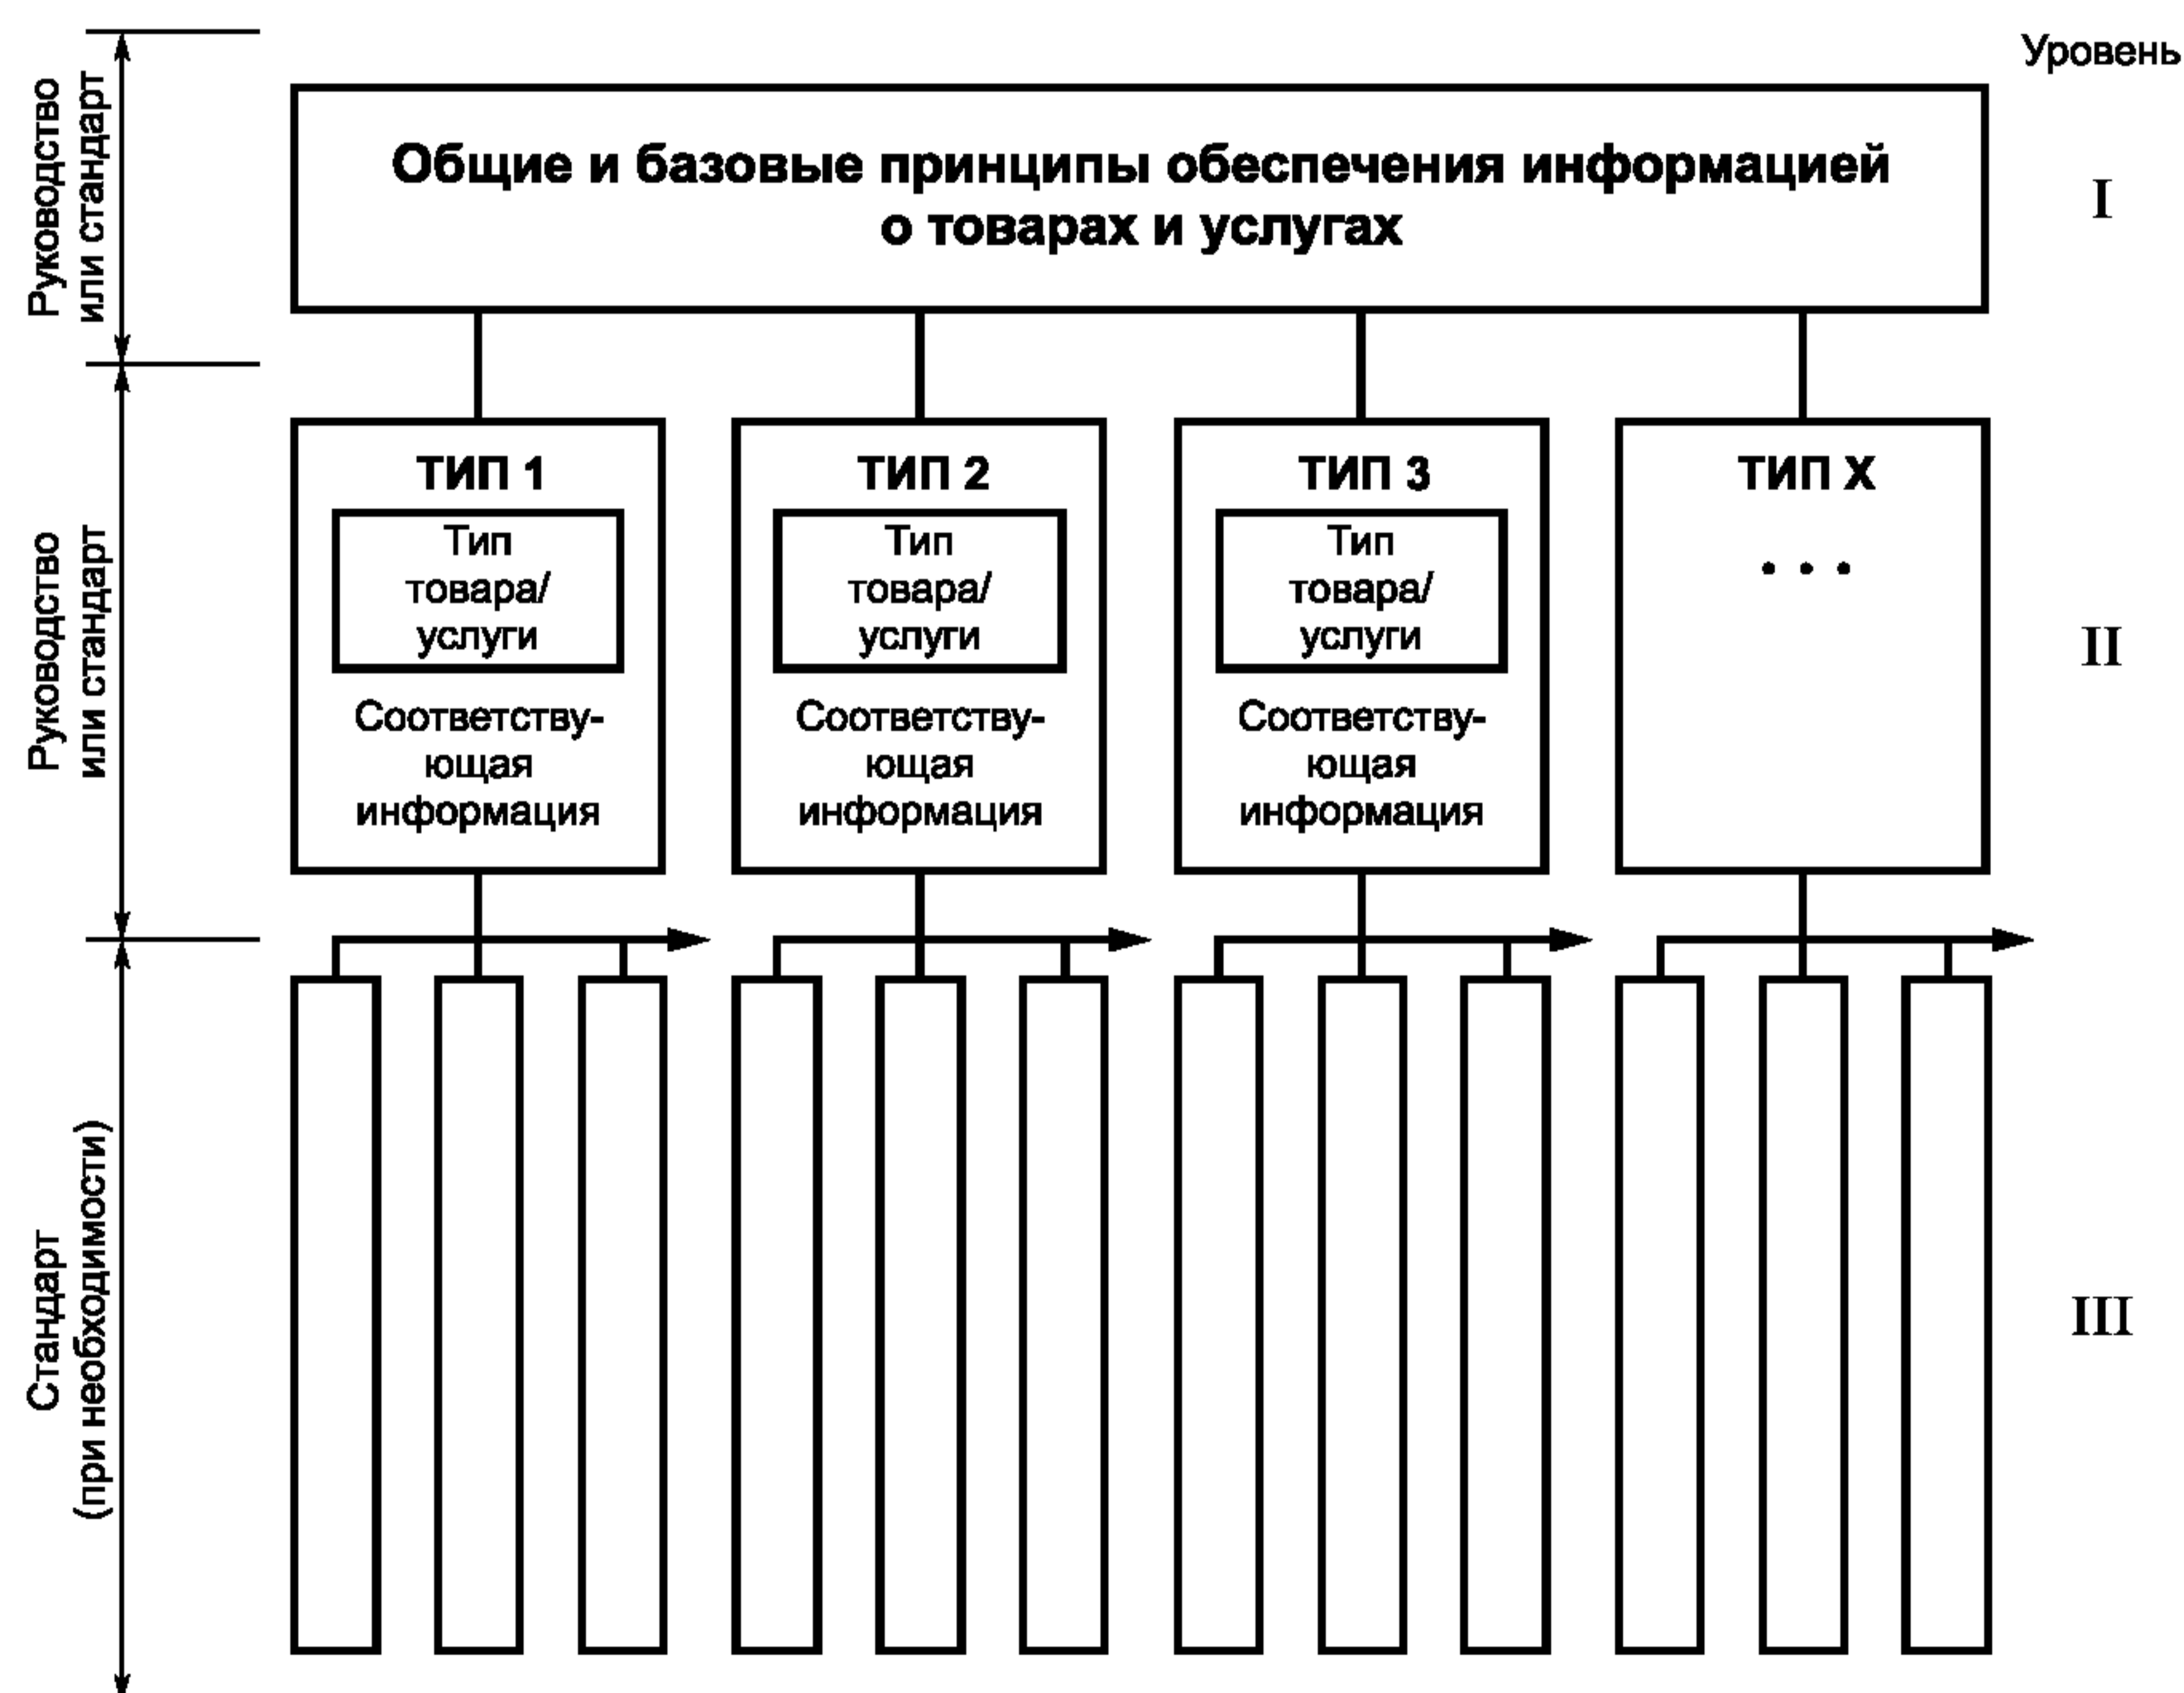 Уровень
Руководство
или стандарт
Общие и базовые принципы обеспечения информацией
о товарах и услугах
I
Руководство
или стандарт
ТИП 1
Тип
товара/
услуги
Соответству-
ющая
информация
ТИП 2
Тип
товара/
услуги
Соответству-
ющая
информация
ТИП 3
Тип
товара/
услуги
Соответству-
ющая
информация
ТИП X
...
II
Стандарт
(при необходимости)
III